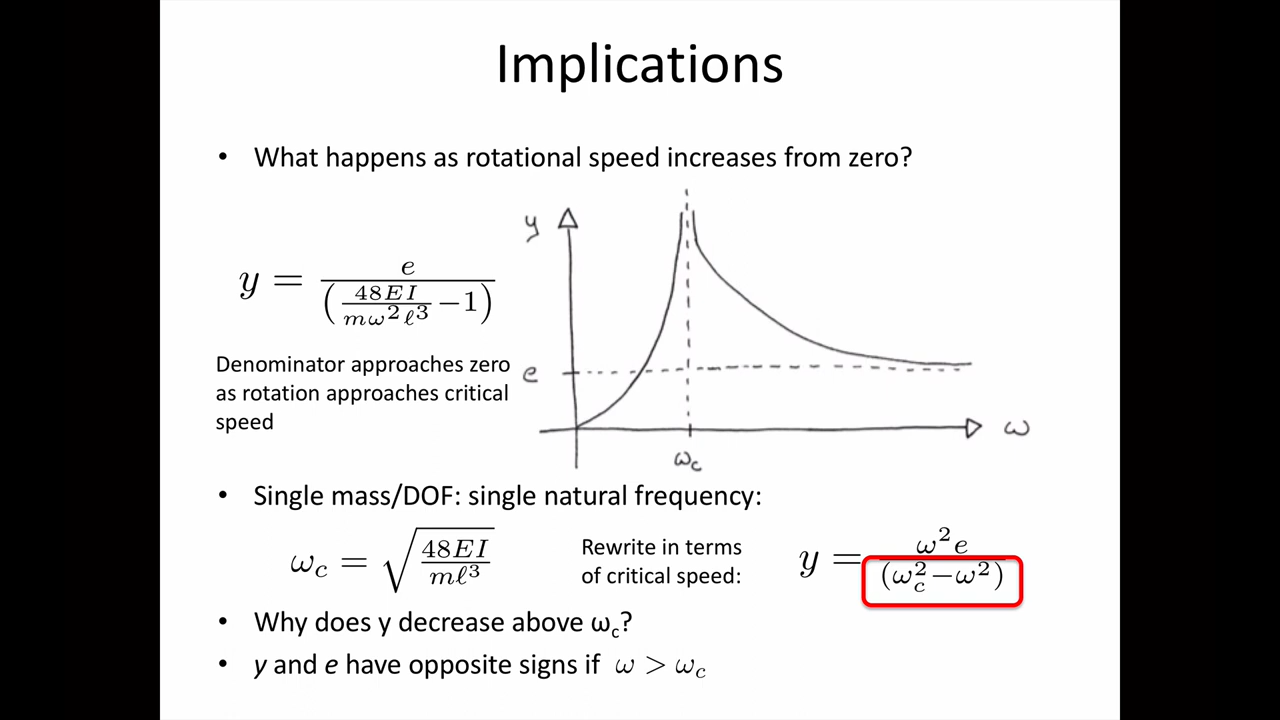 Implications
• What happens as rotational speed increases from zero?
y = e / (48EI / mω²ℓ³ − 1)
Denominator approaches zero
as rotation approaches critical
speed
y
e
ω
ω_c
• Single mass/DOF: single natural frequency:
ω_c = √(48EI / mℓ³)
Rewrite in terms
of critical speed:
y = ω²e / (ω_c² − ω²)
• Why does y decrease above ω_c?
• y and e have opposite signs if ω > ω_c